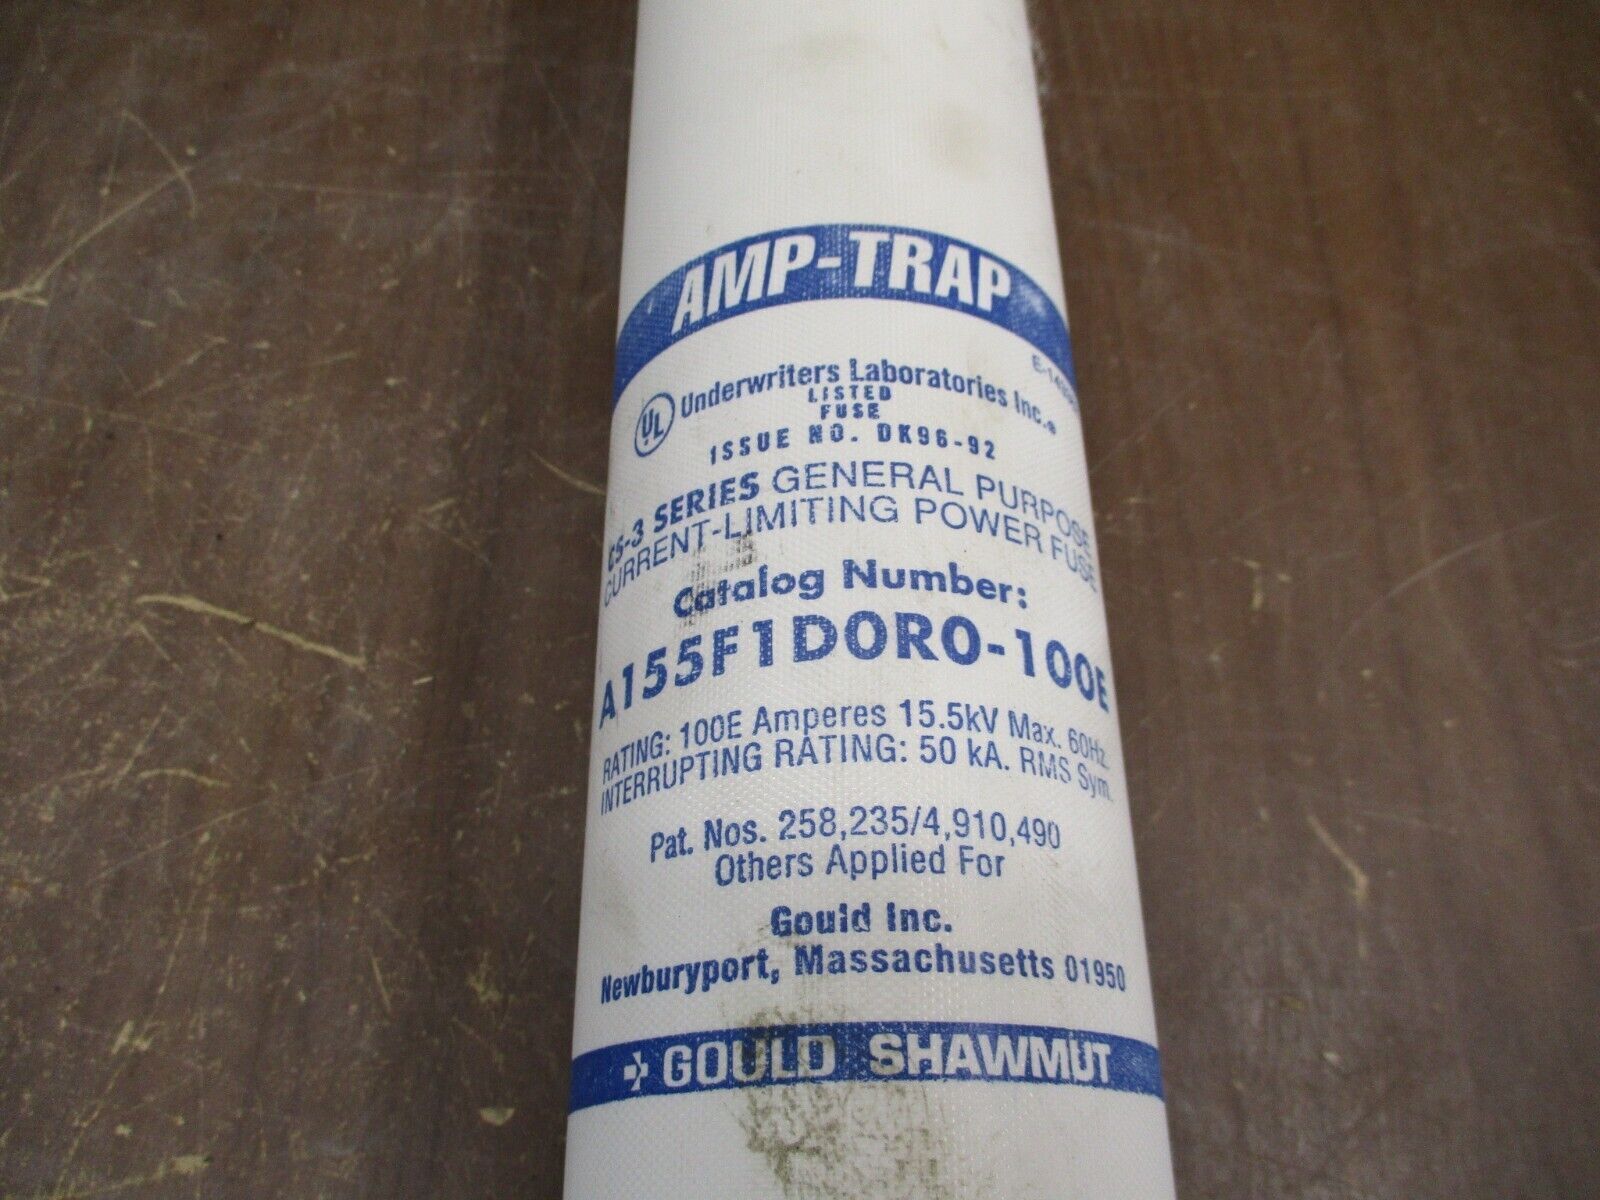 AMP-TRAP
UL Underwriters Laboratories Inc.®
LISTED
FUSE
ISSUE NO. DK96-92
CS-3 SERIES GENERAL PURPOSE
CURRENT-LIMITING POWER FUSE
Catalog Number:
A155F1DORO-100E
RATING: 100E Amperes 15.5kV Max. 60Hz.
INTERRUPTING RATING: 50 kA. RMS Sym.
Pat. Nos. 258,235/4,910,490
Others Applied For
Gould Inc.
Newburyport, Massachusetts 01950
GOULD SHAWMUT